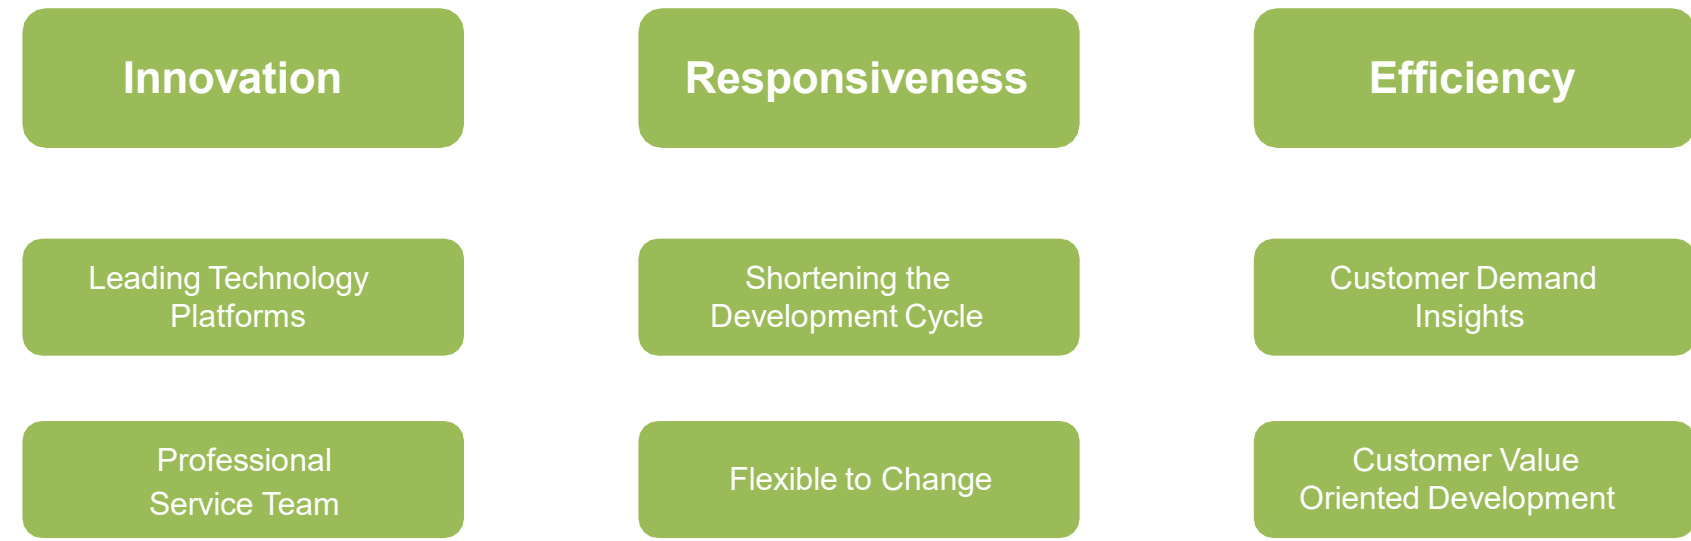 Innovation
Responsiveness
Efficiency
Leading Technology
Platforms
Shortening the
Development Cycle
Customer Demand
Insights
Professional
Service Team
Flexible to Change
Customer Value
Oriented Development